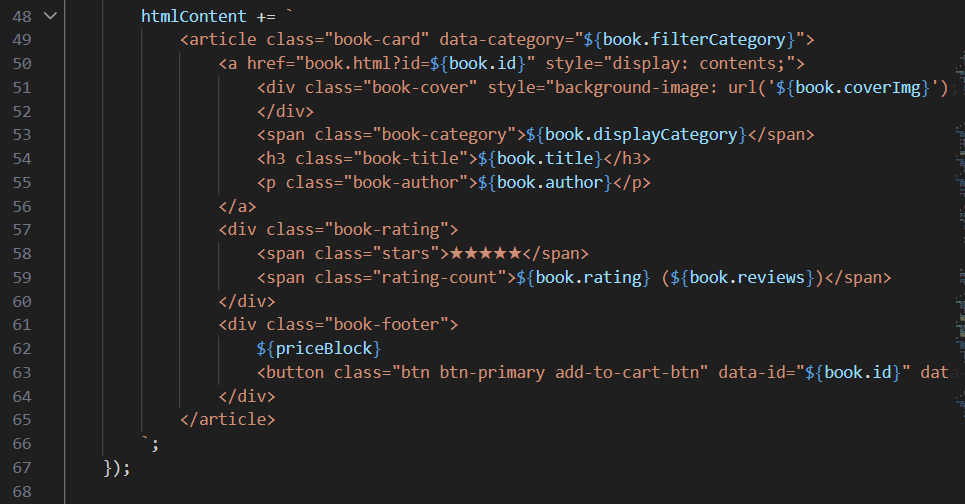 48 htmlContent += `
49 <article class="book-card" data-category="${book.filterCategory}">
50 <a href="book.html?id=${book.id}" style="display: contents;">
51 <div class="book-cover" style="background-image: url('${book.coverImg}')
52 </div>
53 <span class="book-category">${book.displayCategory}</span>
54 <h3 class="book-title">${book.title}</h3>
55 <p class="book-author">${book.author}</p>
56 </a>
57 <div class="book-rating">
58 <span class="stars">★★★★★</span>
59 <span class="rating-count">${book.rating} (${book.reviews})</span>
60 </div>
61 <div class="book-footer">
62 ${priceBlock}
63 <button class="btn btn-primary add-to-cart-btn" data-id="${book.id}" data
64 </div>
65 </article>
66 `;
67 });
68